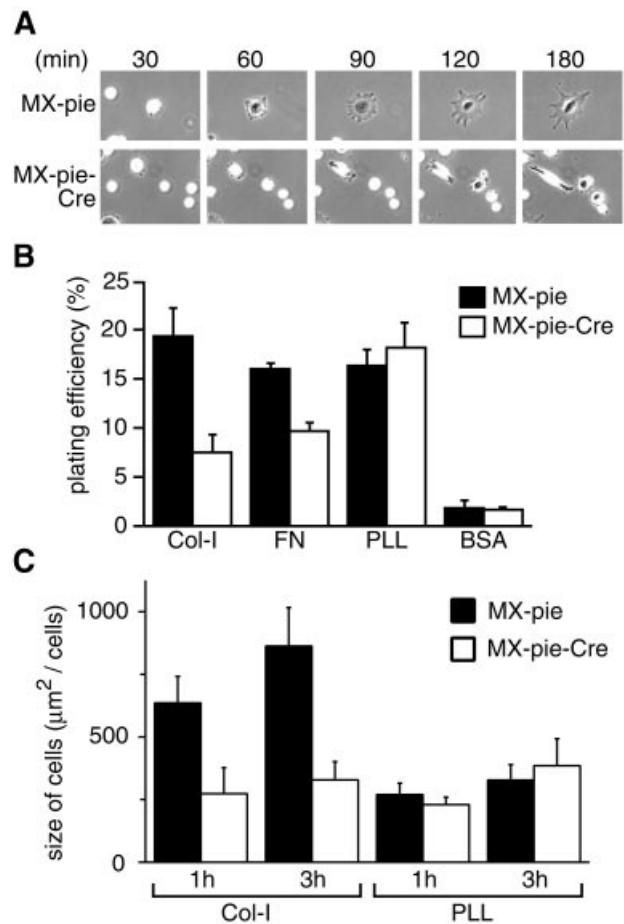 A
(min) 30 60 90 120 180
MX-pie
MX-pie-
Cre
B
plating efficiency (%)
25
20
15
10
5
0
MX-pie
MX-pie-Cre
Col-I FN PLL BSA
C
size of cells (μm² / cells)
1000
500
0
MX-pie
MX-pie-Cre
1h 3h 1h 3h
Col-I PLL